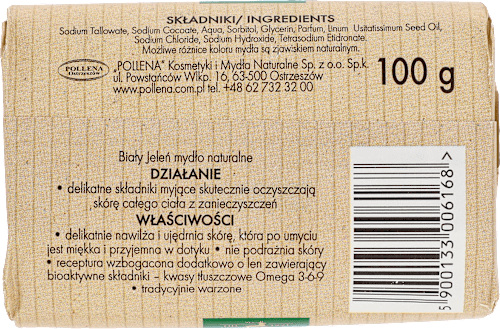 SKŁADNIKI/ INGREDIENTS
Sodium Tallowate, Sodium Cocoate, Aqua, Sorbitol, Glycerin, Parfum, Linum Usitatissimum Seed Oil,
Sodium Chloride, Sodium Hydroxide, Tetrasodium Etidronate.
Możliwe różnice koloru mydła są zjawiskiem naturalnym.
POLLENA
OSTRZESZÓW
„POLLENA" Kosmetyki i Mydła Naturalne Sp. z o.o. Sp.k.
ul. Powstańców Wlkp. 16, 63-500 Ostrzeszów
www.pollena.com.pl tel. +48 62 732 32 00
100 g
Biały Jeleń mydło naturalne
DZIAŁANIE
• delikatne składniki myjące skutecznie oczyszczają
skórę całego ciała z zanieczyszczeń
WŁAŚCIWOŚCI
• delikatnie nawilża i ujędrnia skórę, która po umyciu
jest miękka i przyjemna w dotyku • nie podrażnia skóry
• receptura wzbogacona dodatkowo o len zawierający
bioaktywne składniki – kwasy tłuszczowe Omega 3-6-9
• tradycyjnie warzone
5 900133 006168 >